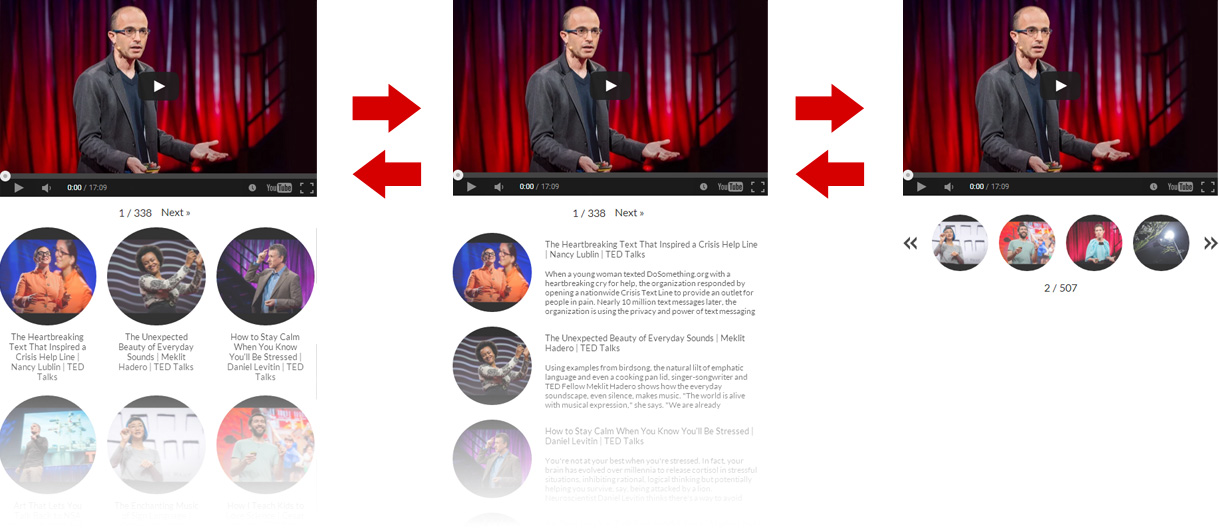 0:00 / 17:09
YouTube
1 / 338 Next »
The Heartbreaking
Text That Inspired a
Crisis Help Line |
Nancy Lublin | TED
Talks
The Unexpected
Beauty of Everyday
Sounds | Meklit
Hadero | TED Talks
How to Stay Calm
When You Know
You'll Be Stressed |
Daniel Levitin | TED
Talks
0:00 / 17:09
YouTube
1 / 338 Next »
The Heartbreaking Text That Inspired a Crisis Help Line
| Nancy Lublin | TED Talks
When a young woman texted DoSomething.org with a
heartbreaking cry for help, the organization responded by
opening a nationwide Crisis Text Line to provide an outlet for
people in pain. Nearly 10 million text messages later, the
organization is using the privacy and power of text messaging
The Unexpected Beauty of Everyday Sounds | Meklit
Hadero | TED Talks
Using examples from birdsong, the natural lilt of emphatic
language and even a cooking pan lid, singer-songwriter and
TED Fellow Meklit Hadero shows how the everyday
soundscape, even silence, makes music. "The world is alive
with musical expression," she says. "We are already
How to Stay Calm When You Know You'll Be Stressed |
Daniel Levitin | TED Talks
You're not at your best when you're stressed. In fact, your
brain has evolved over millennia to release cortisol in stressful
situations, inhibiting rational, logical thinking but potentially
helping you survive, say, being attacked by a lion.
0:00 / 17:09
YouTube
« »
2 / 507